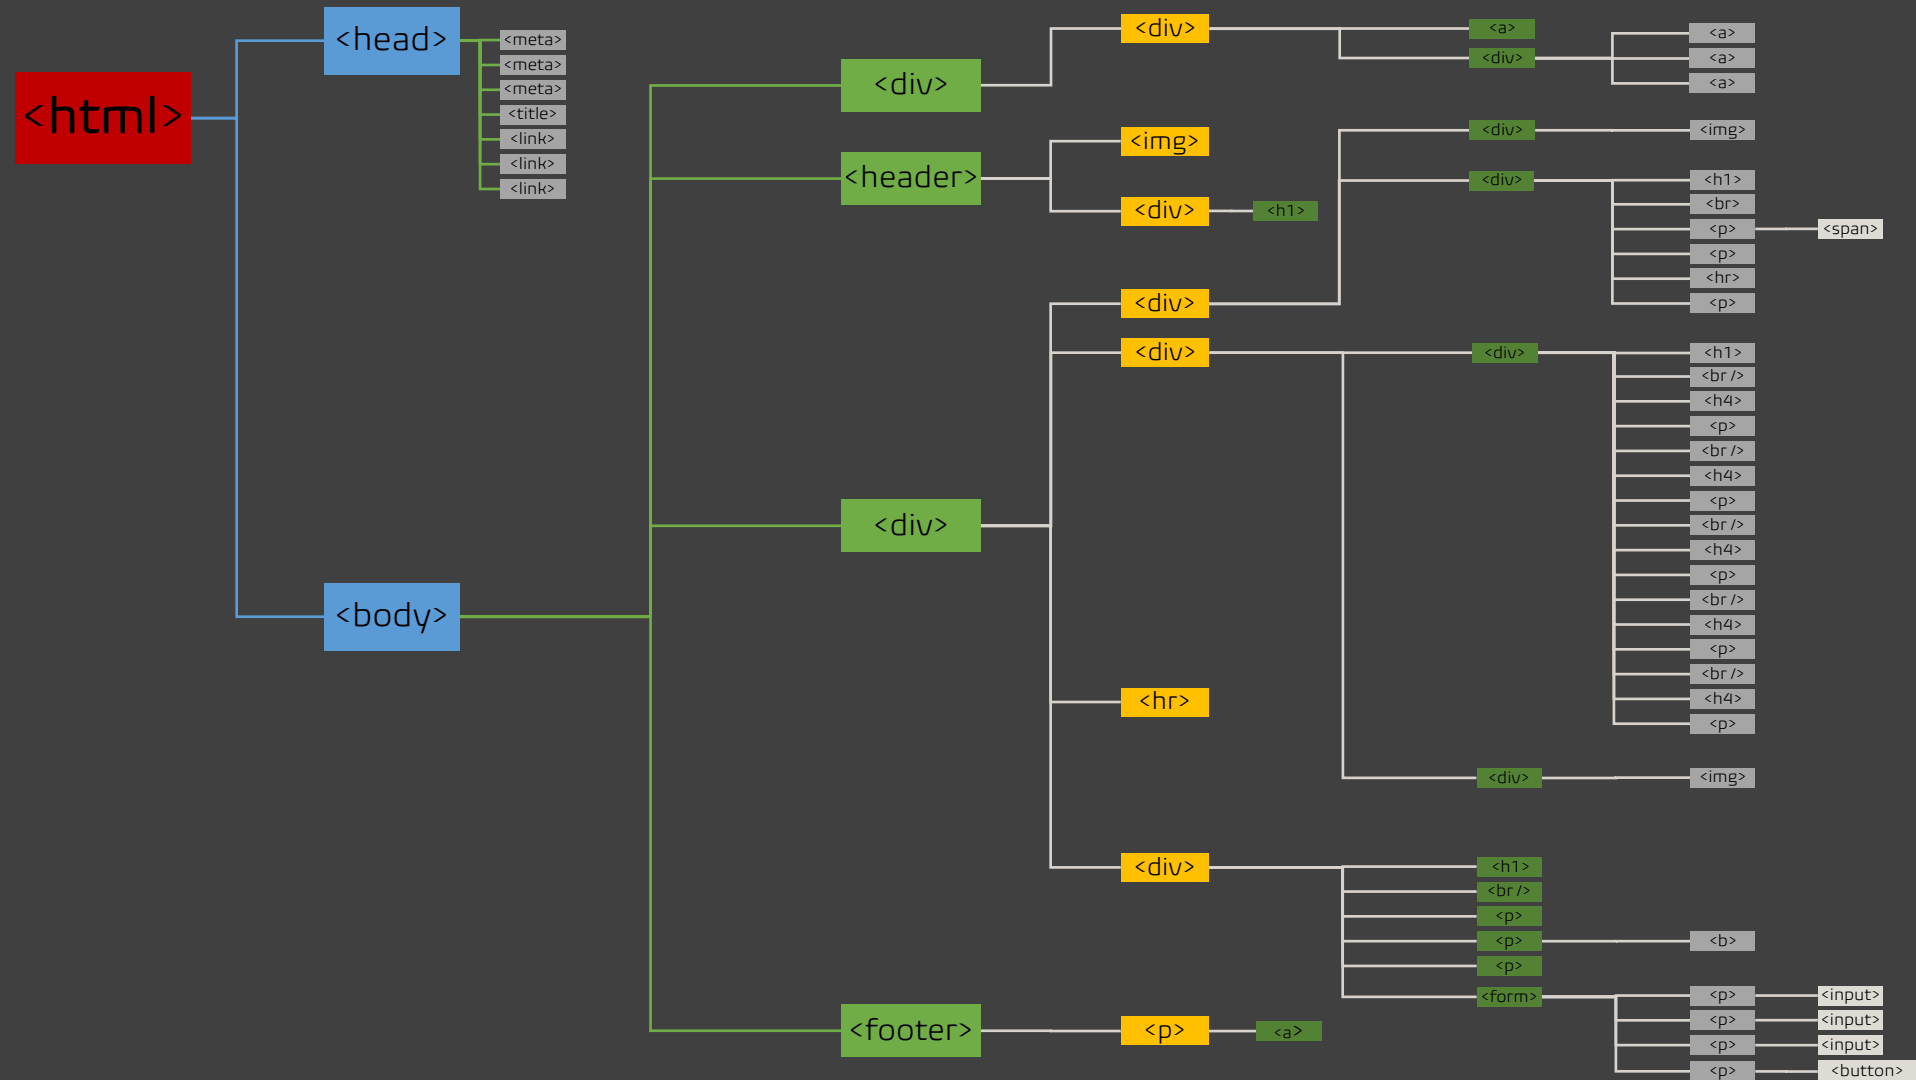 <html>
<head>
<meta>
<meta>
<meta>
<title>
<link>
<link>
<link>
<body>
<div>
<div>
<a>
<div>
<a>
<a>
<a>
<header>
<img>
<div>
<h1>
<div>
<div>
<div>
<img>
<div>
<h1>
<br>
<p>
<span>
<p>
<hr>
<p>
<div>
<div>
<h1>
<br />
<h4>
<p>
<br />
<h4>
<p>
<br />
<h4>
<p>
<br />
<h4>
<p>
<br />
<h4>
<p>
<div>
<img>
<hr>
<div>
<h1>
<br />
<p>
<p>
<b>
<p>
<form>
<p>
<input>
<p>
<input>
<p>
<input>
<p>
<button>
<footer>
<p>
<a>